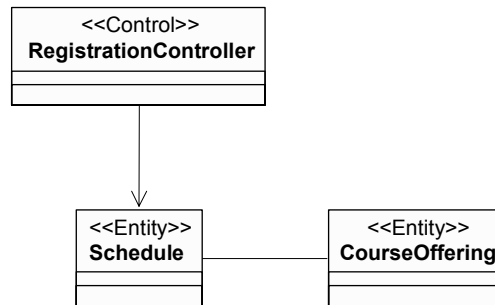 <<Control>>
RegistrationController
<<Entity>>
Schedule
<<Entity>>
CourseOffering